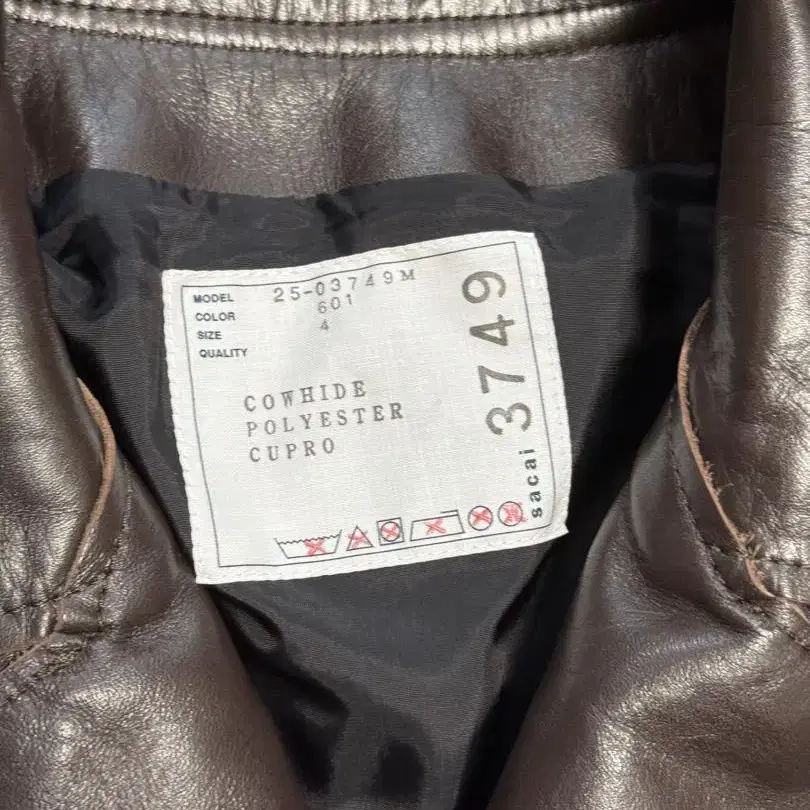 MODEL 25-03749M
COLOR 601
SIZE 4
QUALITY
COWHIDE
POLYESTER
CUPRO
sacai 3749